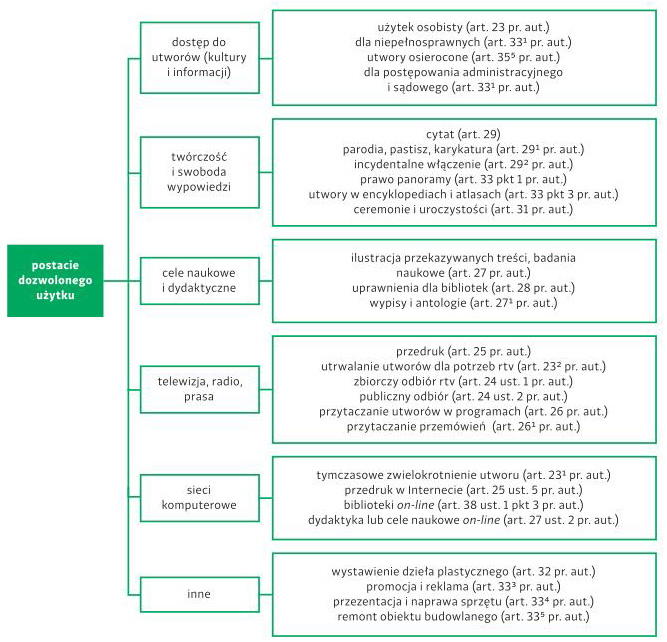 postacie
dozwolonego
użytku
dostęp do
utworów (kultury
i informacji)
użytek osobisty (art. 23 pr. aut.)
dla niepełnosprawnych (art. 33¹ pr. aut.)
utwory osierocone (art. 35⁵ pr. aut.)
dla postępowania administracyjnego
i sądowego (art. 33¹ pr. aut.)
twórczość
i swoboda
wypowiedzi
cytat (art. 29)
parodia, pastisz, karykatura (art. 29¹ pr. aut.)
incydentalne włączenie (art. 29² pr. aut.)
prawo panoramy (art. 33 pkt 1 pr. aut.)
utwory w encyklopediach i atlasach (art. 33 pkt 3 pr. aut.)
ceremonie i uroczystości (art. 31 pr. aut.)
cele naukowe
i dydaktyczne
ilustracja przekazywanych treści, badania
naukowe (art. 27 pr. aut.)
uprawnienia dla bibliotek (art. 28 pr. aut.)
wypisy i antologie (art. 27¹ pr. aut.)
telewizja, radio,
prasa
przedruk (art. 25 pr. aut.)
utrwalanie utworów dla potrzeb rtv (art. 23² pr. aut.)
zbiorczy odbiór rtv (art. 24 ust. 1 pr. aut.)
publiczny odbiór (art. 24 ust. 2 pr. aut.)
przytaczanie utworów w programach (art. 26 pr. aut.)
przytaczanie przemówień (art. 26¹ pr. aut.)
sieci
komputerowe
tymczasowe zwielokrotnienie utworu (art. 23¹ pr. aut.)
przedruk w Internecie (art. 25 ust. 5 pr. aut.)
biblioteki on-line (art. 38 ust. 1 pkt 3 pr. aut.)
dydaktyka lub cele naukowe on-line (art. 27 ust. 2 pr. aut.)
inne
wystawienie dzieła plastycznego (art. 32 pr. aut.)
promocja i reklama (art. 33³ pr. aut.)
przezentacja i naprawa sprzętu (art. 33⁴ pr. aut.)
remont obiektu budowlanego (art. 33⁵ pr. aut.)